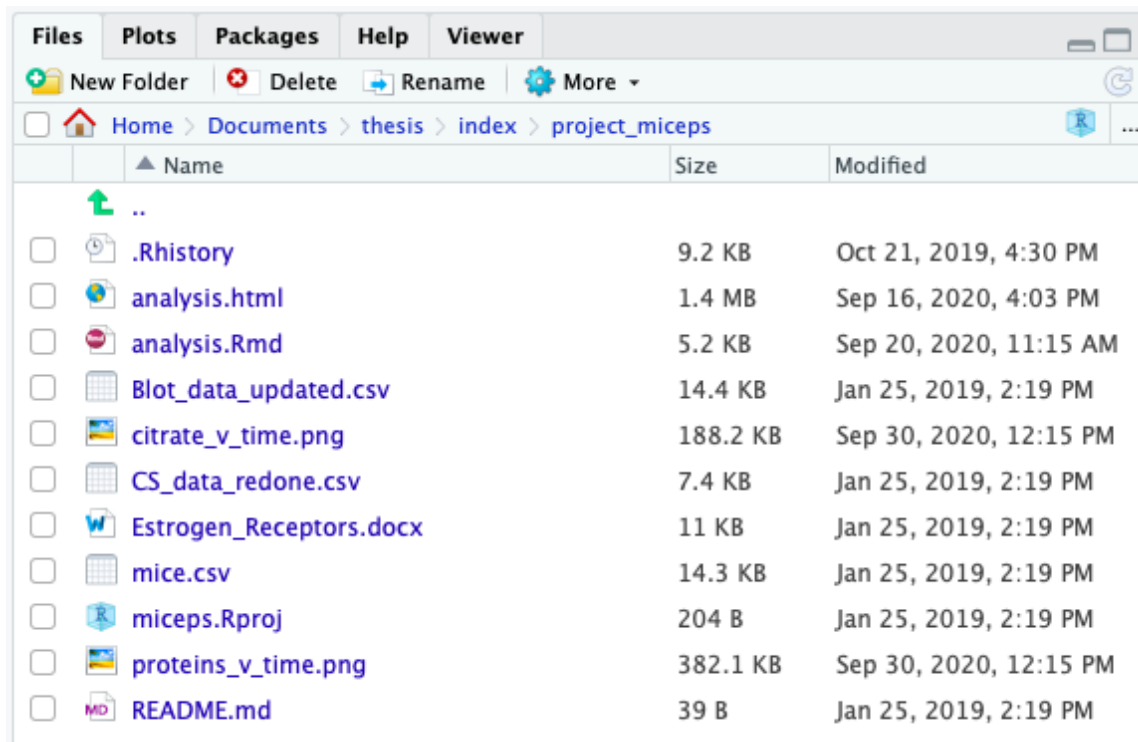 Files Plots Packages Help Viewer
New Folder Delete Rename More
Home > Documents > thesis > index > project_miceps R ...
Name Size Modified
..
.Rhistory 9.2 KB Oct 21, 2019, 4:30 PM
analysis.html 1.4 MB Sep 16, 2020, 4:03 PM
analysis.Rmd 5.2 KB Sep 20, 2020, 11:15 AM
Blot_data_updated.csv 14.4 KB Jan 25, 2019, 2:19 PM
citrate_v_time.png 188.2 KB Sep 30, 2020, 12:15 PM
CS_data_redone.csv 7.4 KB Jan 25, 2019, 2:19 PM
W Estrogen_Receptors.docx 11 KB Jan 25, 2019, 2:19 PM
mice.csv 14.3 KB Jan 25, 2019, 2:19 PM
R miceps.Rproj 204 B Jan 25, 2019, 2:19 PM
proteins_v_time.png 382.1 KB Sep 30, 2020, 12:15 PM
MD README.md 39 B Jan 25, 2019, 2:19 PM